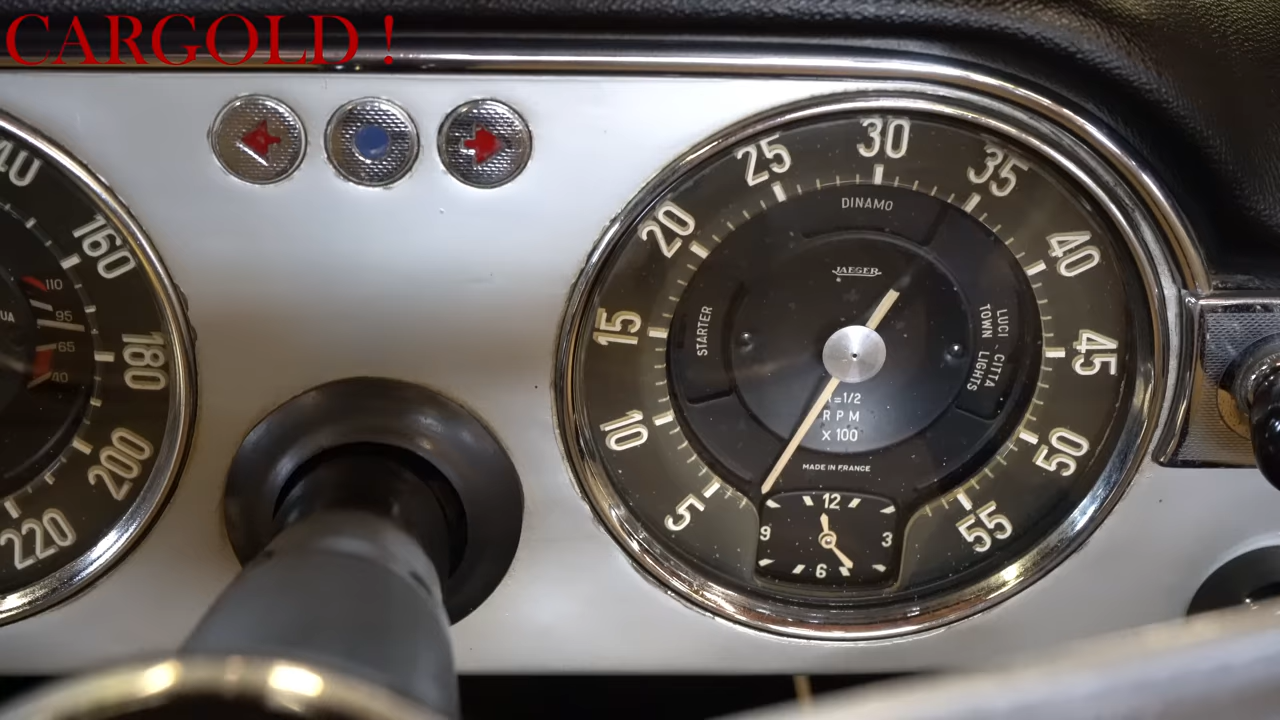 CARGOLD !
160
180
200
220
110
95
65
40
5
10
15
20
25
30
35
40
45
50
55
DINAMO
JAEGER
STARTER
LUCI - CITTA
TOWN LIGHTS
=1/2
RPM
X 100
MADE IN FRANCE
12
9
3
6